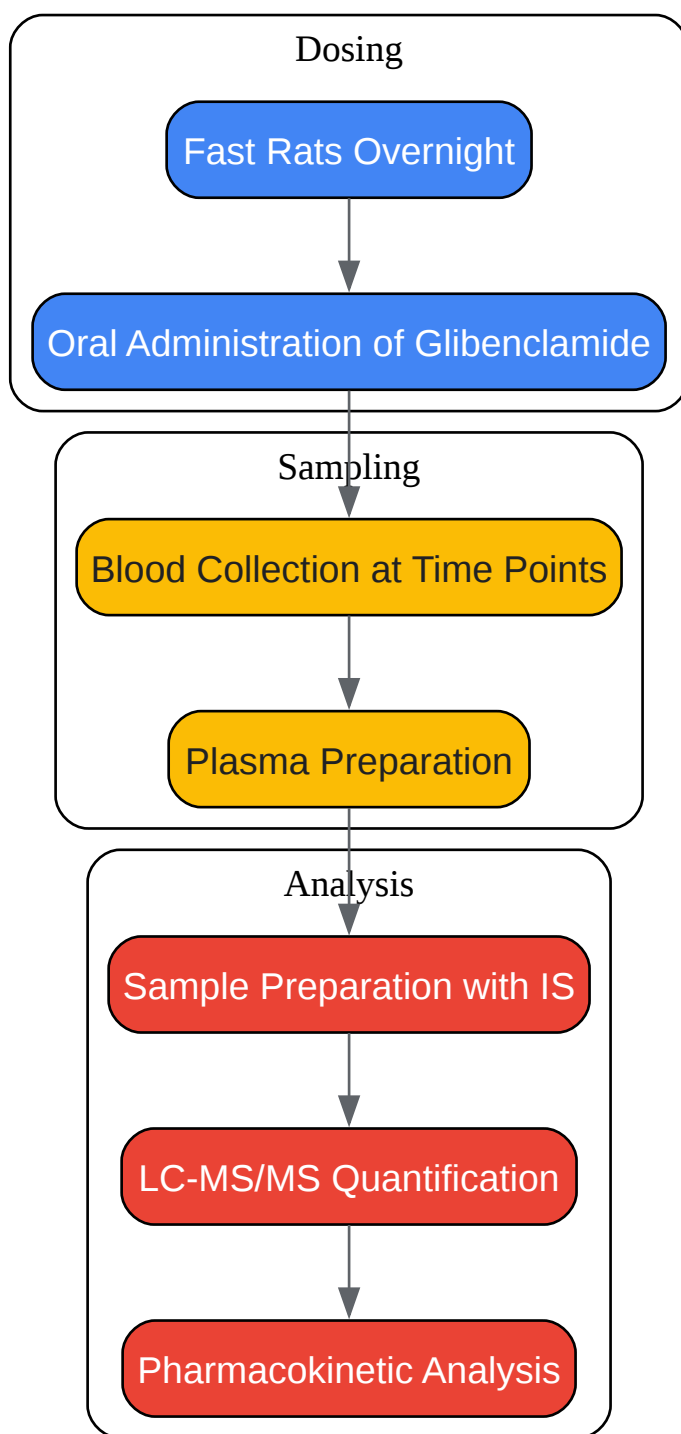 Dosing
Fast Rats Overnight
Oral Administration of Glibenclamide
Sampling
Blood Collection at Time Points
Plasma Preparation
Analysis
Sample Preparation with IS
LC-MS/MS Quantification
Pharmacokinetic Analysis